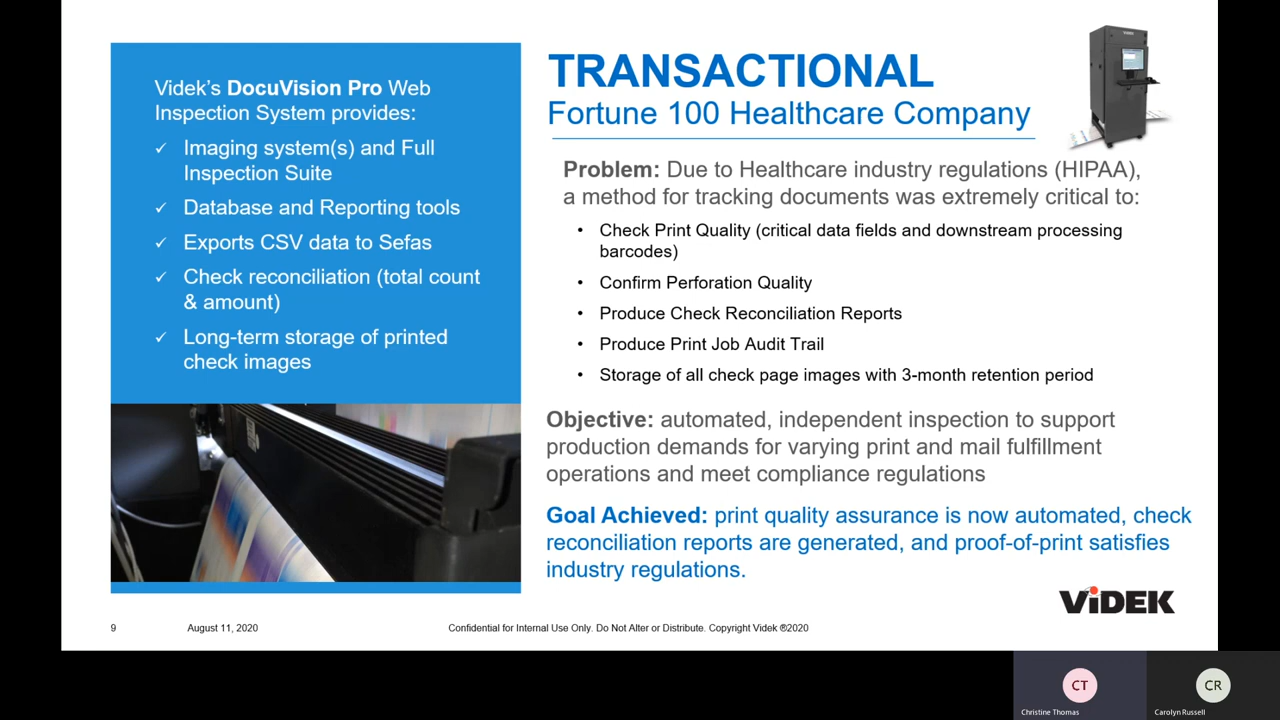 Videk's DocuVision Pro Web
Inspection System provides:
✓ Imaging system(s) and Full
Inspection Suite
✓ Database and Reporting tools
✓ Exports CSV data to Sefas
✓ Check reconciliation (total count
& amount)
✓ Long-term storage of printed
check images
TRANSACTIONAL
Fortune 100 Healthcare Company
Problem: Due to Healthcare industry regulations (HIPAA),
a method for tracking documents was extremely critical to:
• Check Print Quality (critical data fields and downstream processing
barcodes)
• Confirm Perforation Quality
• Produce Check Reconciliation Reports
• Produce Print Job Audit Trail
• Storage of all check page images with 3-month retention period
Objective: automated, independent inspection to support
production demands for varying print and mail fulfillment
operations and meet compliance regulations
Goal Achieved: print quality assurance is now automated, check
reconciliation reports are generated, and proof-of-print satisfies
industry regulations.
ViDEK
9
August 11, 2020
Confidential for Internal Use Only. Do Not Alter or Distribute. Copyright Videk ®2020
CT
Christine Thomas
CR
Carolyn Russell